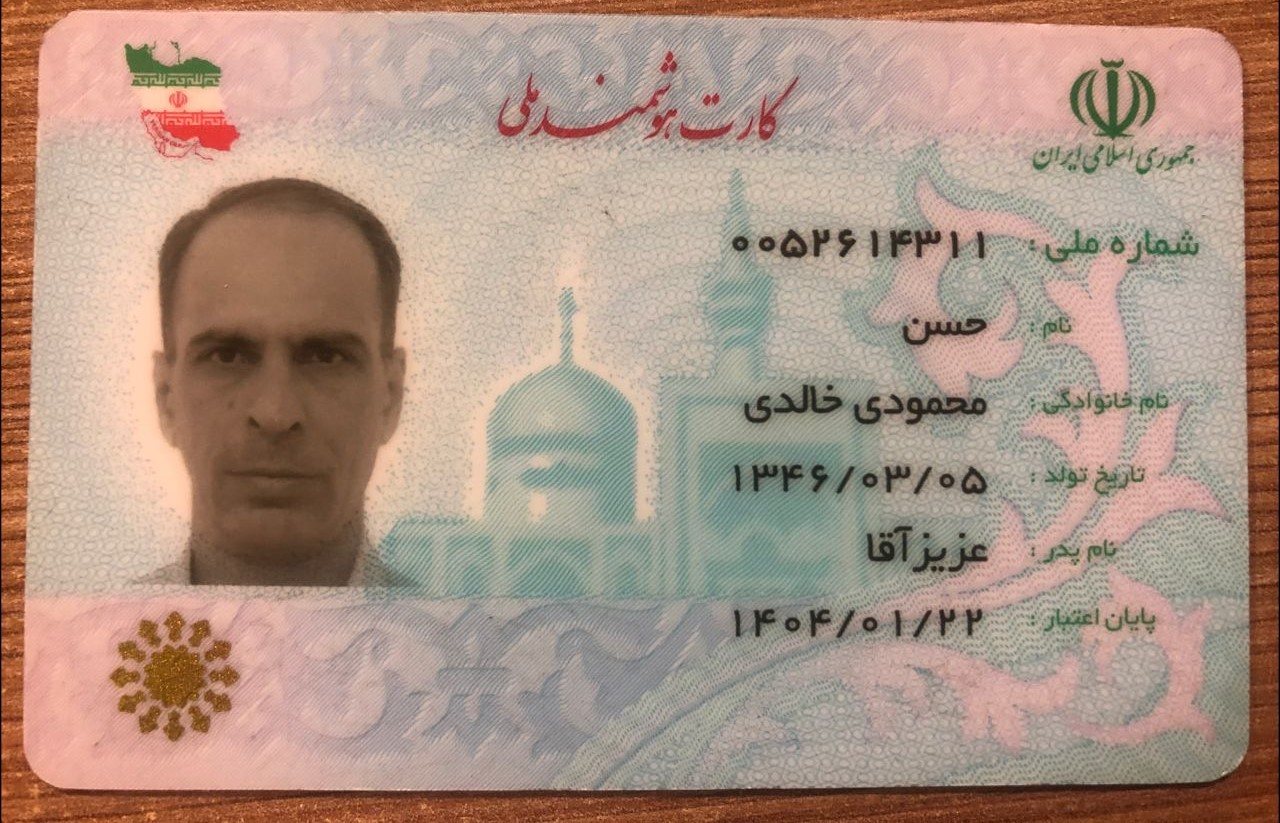 کارت هوشمند ملی
جمهوری اسلامی ایران
شماره ملی : ۰۰۵۲۶۱۴۳۱۱
نام : حسن
نام خانوادگی : محمودی خالدی
تاریخ تولد : ۱۳۴۶/۰۳/۰۵
نام پدر : عزیزآقا
پایان اعتبار : ۱۴۰۴/۰۱/۲۲